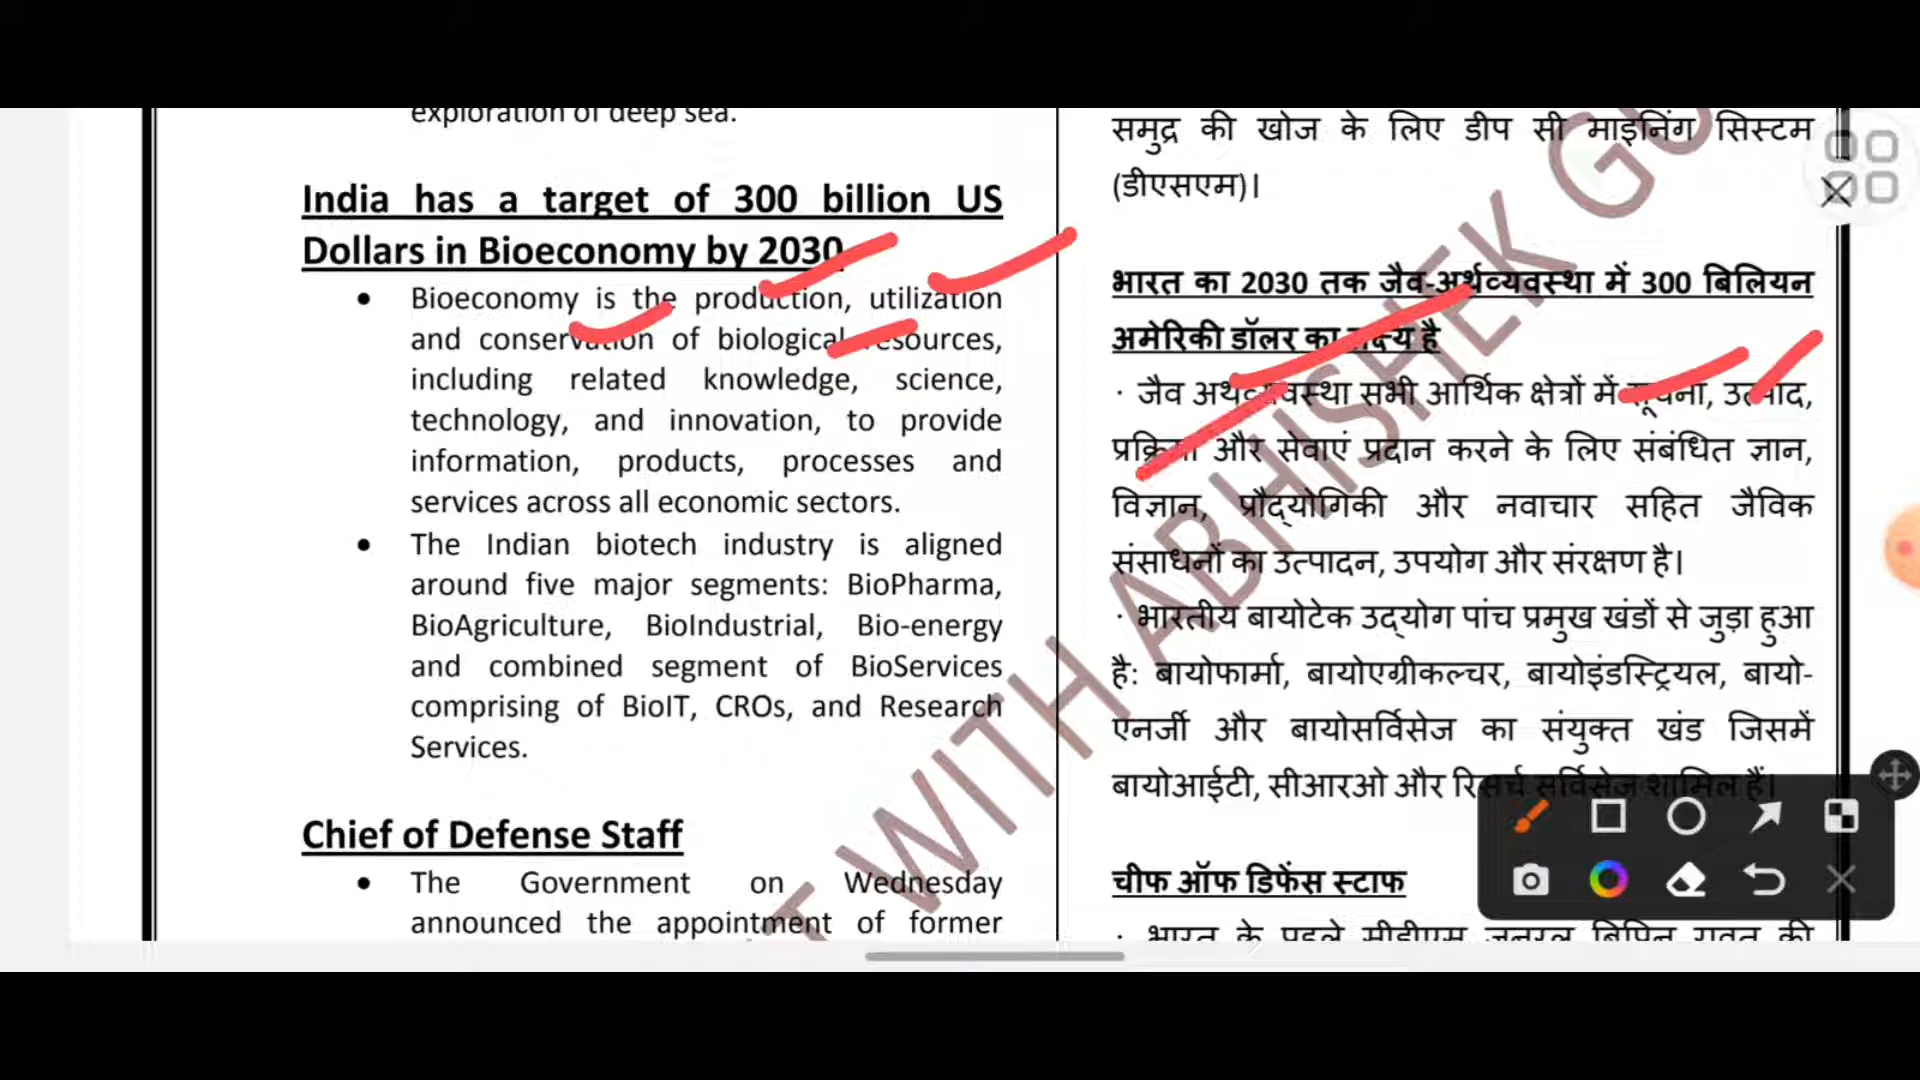 exploration of deep sea.
India has a target of 300 billion US
Dollars in Bioeconomy by 2030
• Bioeconomy is the production, utilization
and conservation of biological resources,
including related knowledge, science,
technology, and innovation, to provide
information, products, processes and
services across all economic sectors.
• The Indian biotech industry is aligned
around five major segments: BioPharma,
BioAgriculture, BioIndustrial, Bio-energy
and combined segment of BioServices
comprising of BioIT, CROs, and Research
Services.
Chief of Defense Staff
• The Government on Wednesday
announced the appointment of former
समुद्र की खोज के लिए डीप सी माइनिंग सिस्टम
(डीएसएम)।
भारत का 2030 तक जैव-अर्थव्यवस्था में 300 बिलियन
अमेरिकी डॉलर का लक्ष्य है
· जैव अर्थव्यवस्था सभी आर्थिक क्षेत्रों में सूचना, उत्पाद,
प्रक्रिया और सेवाएं प्रदान करने के लिए संबंधित ज्ञान,
विज्ञान, प्रौद्योगिकी और नवाचार सहित जैविक
संसाधनों का उत्पादन, उपयोग और संरक्षण है।
· भारतीय बायोटेक उद्योग पांच प्रमुख खंडों से जुड़ा हुआ
है: बायोफार्मा, बायोएग्रीकल्चर, बायोइंडस्ट्रियल, बायो-
एनर्जी और बायोसर्विसेज का संयुक्त खंड जिसमें
बायोआईटी, सीआरओ और रिसर्च सर्विसेज शामिल हैं।
चीफ ऑफ डिफेंस स्टाफ
· भारत के पहले सीडीएस जनरल बिपिन रावत की
WITH ABHISHEK